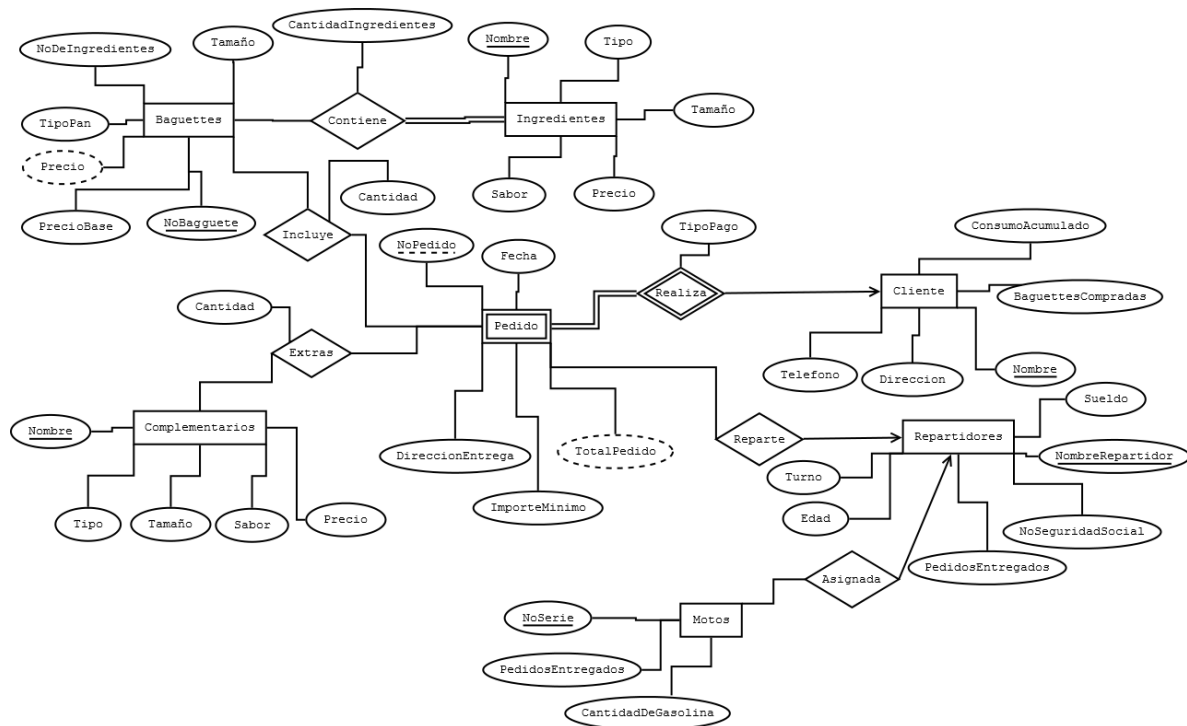 CantidadIngredientes
Nombre
Tipo
Tamaño
NoDeIngredientes
Tamaño
TipoPan
Baguettes
Contiene
Ingredientes
Precio
Cantidad
Sabor
Precio
PrecioBase
NoBagguete
Incluye
NoPedido
Fecha
TipoPago
ConsumoAcumulado
Cantidad
Realiza
Cliente
BaguettesCompradas
Pedido
Extras
Telefono
Direccion
Nombre
Nombre
Complementarios
DireccionEntrega
TotalPedido
Reparte
Repartidores
Sueldo
NombreRepartidor
Turno
ImporteMinimo
Edad
Tipo
Tamaño
Sabor
Precio
NoSeguridadSocial
PedidosEntregados
Asignada
NoSerie
Motos
PedidosEntregados
CantidadDeGasolina